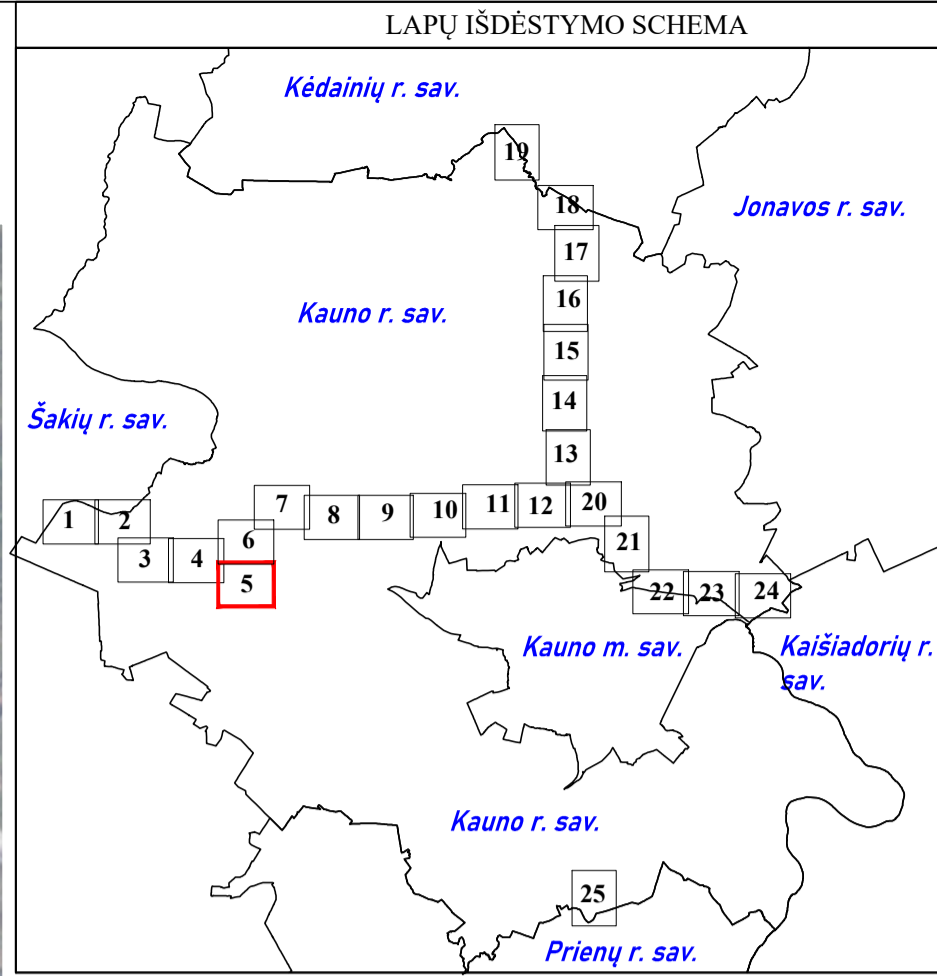 LAPŲ IŠDĖSTYMO SCHEMA
Kėdainių r. sav.
19
18
Jonavos r. sav.
17
16
Kauno r. sav.
15
14
Šakių r. sav.
13
7
11
12
20
1
2
8
9
10
6
21
3
4
5
22
23
24
Kauno m. sav.
Kaišiadorių r.
sav.
Kauno r. sav.
25
Prienų r. sav.